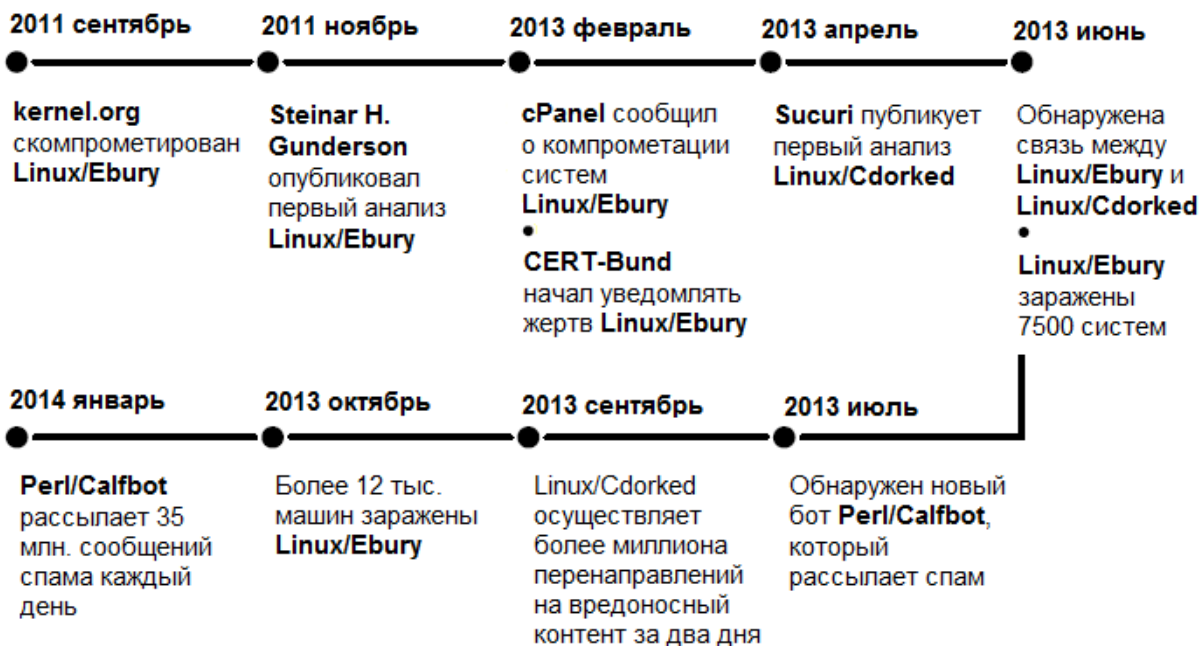 2011 сентябрь
kernel.org
скомпрометирован
Linux/Ebury
2011 ноябрь
Steinar H.
Gunderson
опубликовал
первый анализ
Linux/Ebury
2013 февраль
cPanel сообщил
о компрометации
систем
Linux/Ebury
CERT-Bund
начал уведомлять
жертв Linux/Ebury
2013 апрель
Sucuri публикует
первый анализ
Linux/Cdorked
2013 июнь
Обнаружена
связь между
Linux/Ebury и
Linux/Cdorked
Linux/Ebury
заражены
7500 систем
2013 июль
Обнаружен новый
бот Perl/Calfbot,
который
рассылает спам
2013 сентябрь
Linux/Cdorked
осуществляет
более миллиона
перенаправлений
на вредоносный
контент за два дня
2013 октябрь
Более 12 тыс.
машин заражены
Linux/Ebury
2014 январь
Perl/Calfbot
рассылает 35
млн. сообщений
спама каждый
день